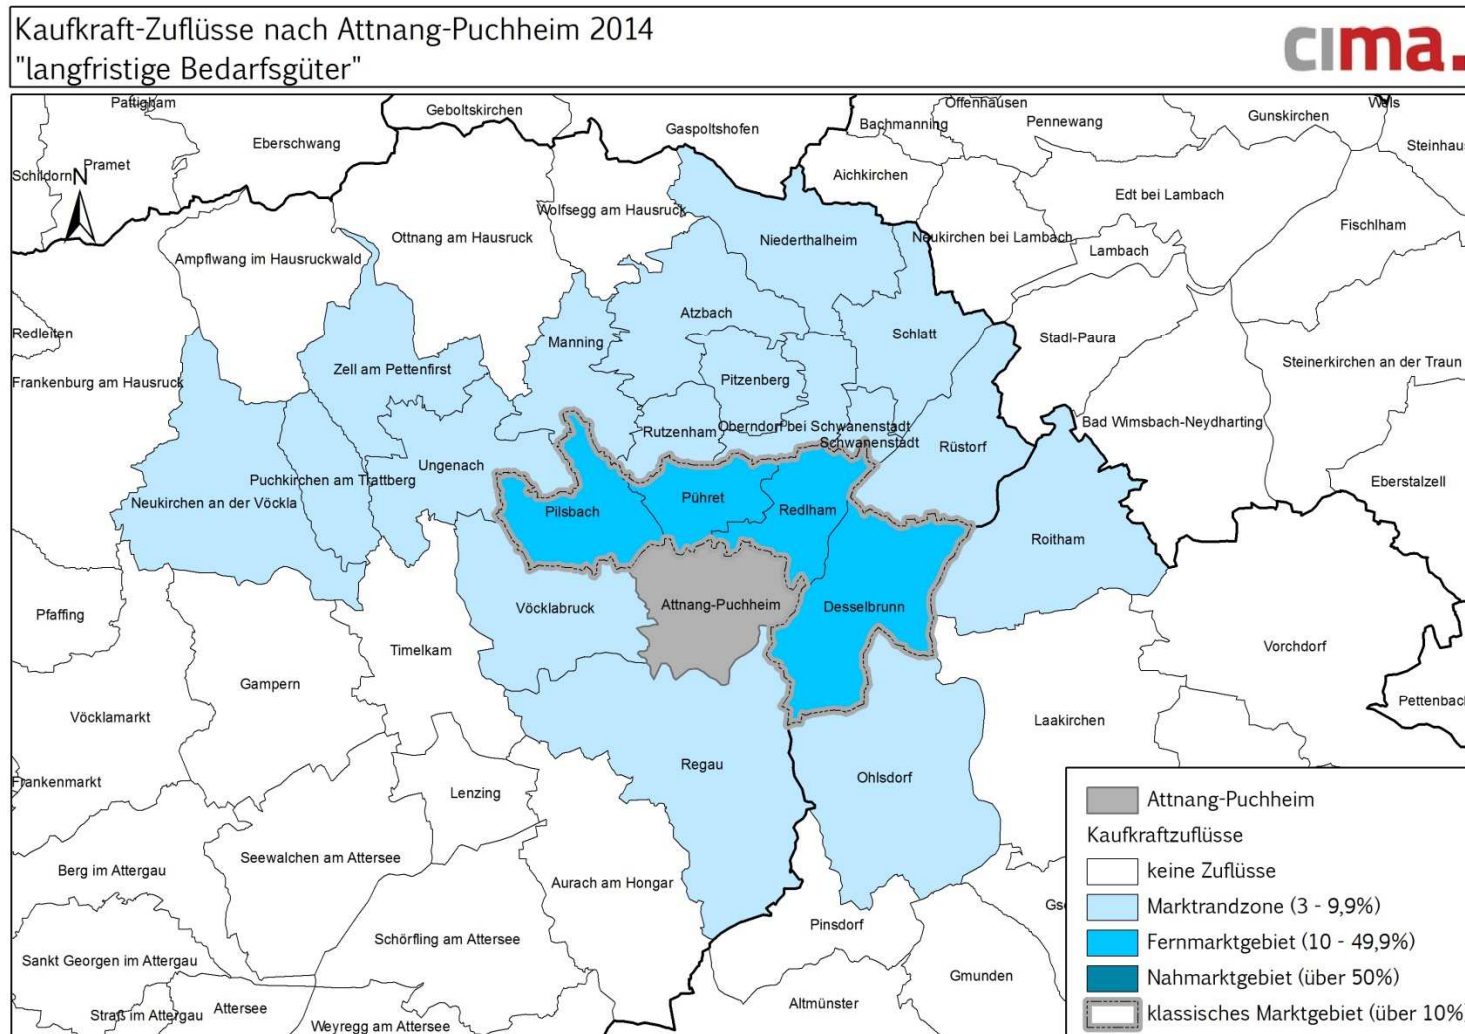 Kaufkraft-Zuflüsse nach Attnang-Puchheim 2014
"langfristige Bedarfsgüter"
cıma.
Pattigham
Geboltskirchen
Offenhausen
Wels
Eberschwang
Gaspoltshofen
Bachmanning
Pennewang
Gunskirchen
Steinhaus
Schildorn
Pramet
N
Aichkirchen
Edt bei Lambach
Wolfsegg am Hausruck
Fischlham
Ottnang am Hausruck
Niederthalheim
Neukirchen bei Lambach
Lambach
Ampflwang im Hausruckwald
Atzbach
Redleiten
Manning
Schlatt
Stadl-Paura
Steinerkirchen an der Traun
Zell am Pettenfirst
Frankenburg am Hausruck
Pitzenberg
Bad Wimsbach-Neydharting
Rutzenham
Oberndorf bei Schwanenstadt
Schwanenstadt
Rüstorf
Ungenach
Puchkirchen am Trattberg
Eberstalzell
Neukirchen an der Vöckla
Pilsbach
Pühret
Redlham
Roitham
Pfaffing
Vöcklabruck
Attnang-Puchheim
Desselbrunn
Timelkam
Vorchdorf
Gampern
Vöcklamarkt
Laakirchen
Pettenbach
Regau
Ohlsdorf
Frankenmarkt
Lenzing
Seewalchen am Attersee
Berg im Attergau
Aurach am Hongar
Pinsdorf
Schörfling am Attersee
Sankt Georgen im Attergau
Gmunden
Altmünster
Attersee
Straß im Attergau
Weyregg am Attersee
Gs
Attnang-Puchheim
Kaufkraftzuflüsse
keine Zuflüsse
Marktrandzone (3 - 9,9%)
Fernmarktgebiet (10 - 49,9%)
Nahmarktgebiet (über 50%)
klassisches Marktgebiet (über 10%)